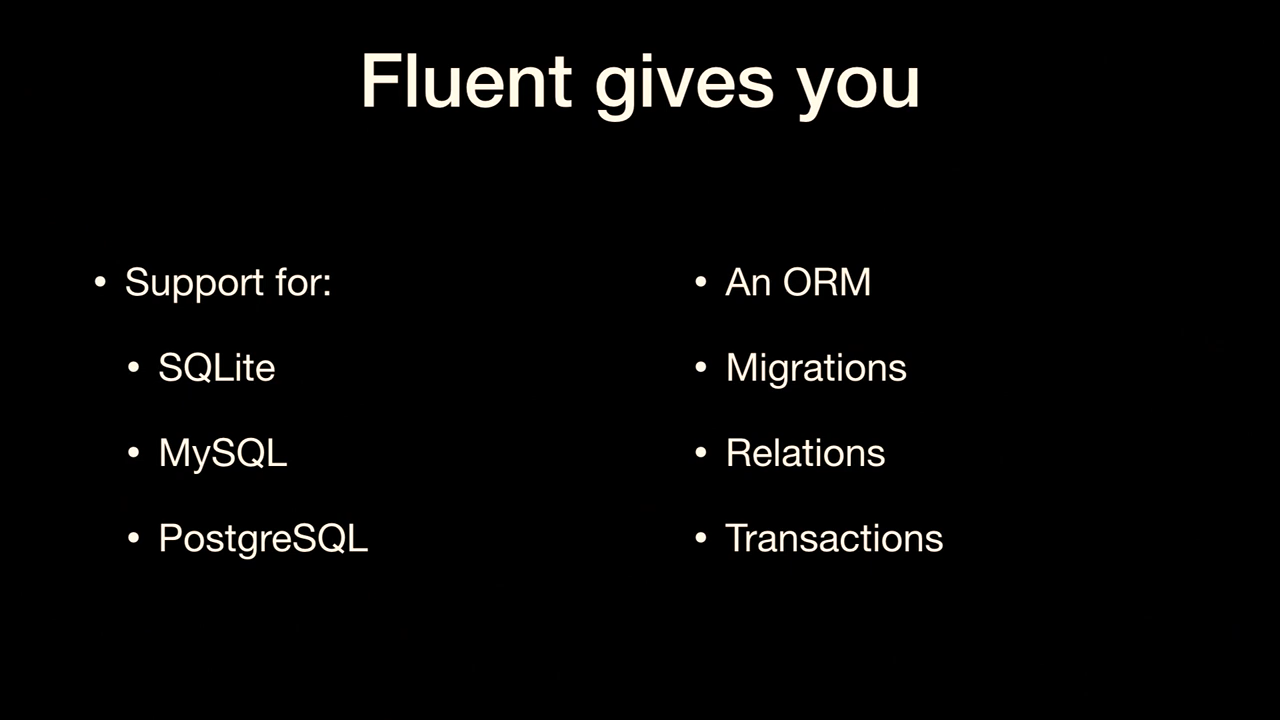 Fluent gives you
• Support for:
• SQLite
• MySQL
• PostgreSQL
• An ORM
• Migrations
• Relations
• Transactions